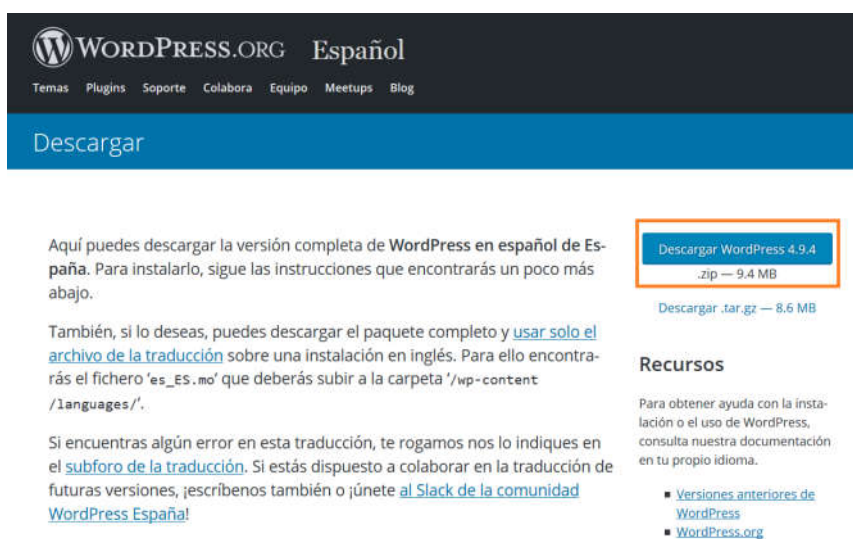 WORDPRESS.ORG Español
Temas Plugins Soporte Colabora Equipo Meetups Blog
Descargar
Aquí puedes descargar la versión completa de WordPress en español de Es-
paña. Para instalarlo, sigue las instrucciones que encontrarás un poco más
abajo.
También, si lo deseas, puedes descargar el paquete completo y usar solo el
archivo de la traducción sobre una instalación en inglés. Para ello encontra-
rás el fichero 'es_ES.mo' que deberás subir a la carpeta '/wp-content
/languages/'.
Si encuentras algún error en esta traducción, te rogamos nos lo indiques en
el subforo de la traducción. Si estás dispuesto a colaborar en la traducción de
futuras versiones, ¡escríbenos también o ¡únete al Slack de la comunidad
WordPress España!
Descargar WordPress 4.9.4
.zip — 9.4 MB
Descargar .tar.gz — 8.6 MB
Recursos
Para obtener ayuda con la insta-
lación o el uso de WordPress,
consulta nuestra documentación
en tu propio idioma.
Versiones anteriores de
WordPress
WordPress.org